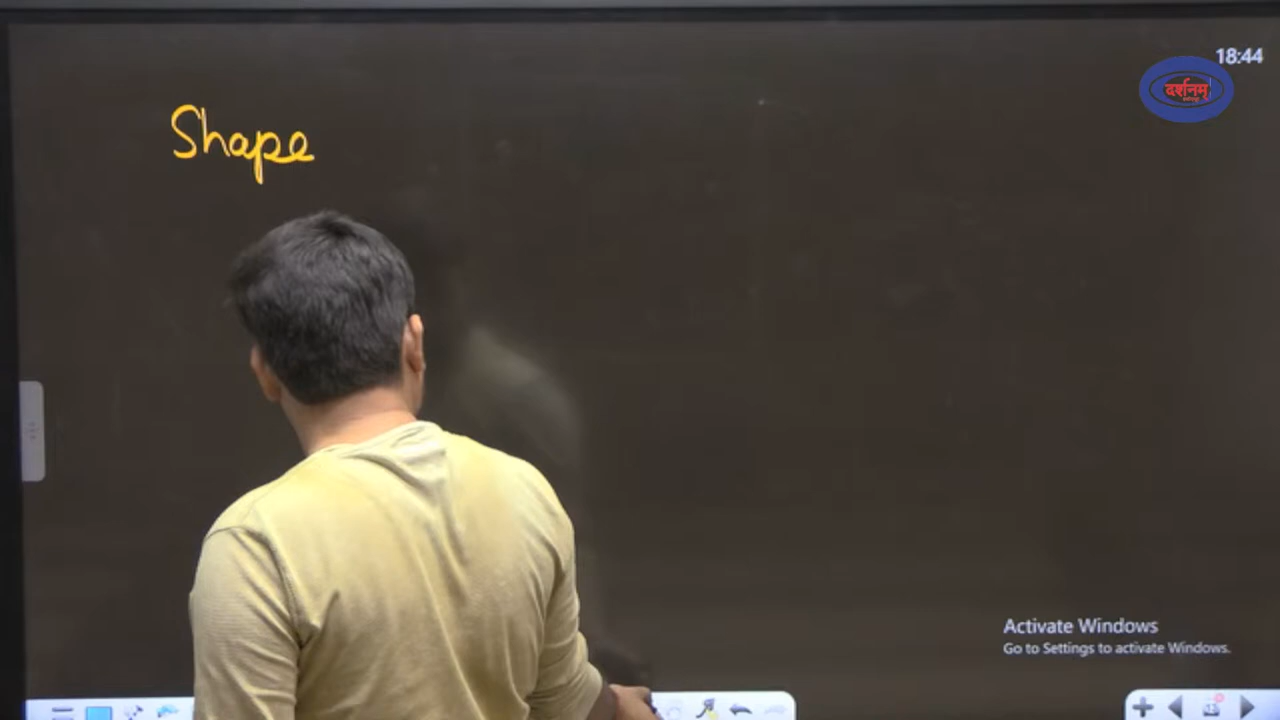 18:44
दर्शनम्
Shape
Activate Windows
Go to Settings to activate Windows.